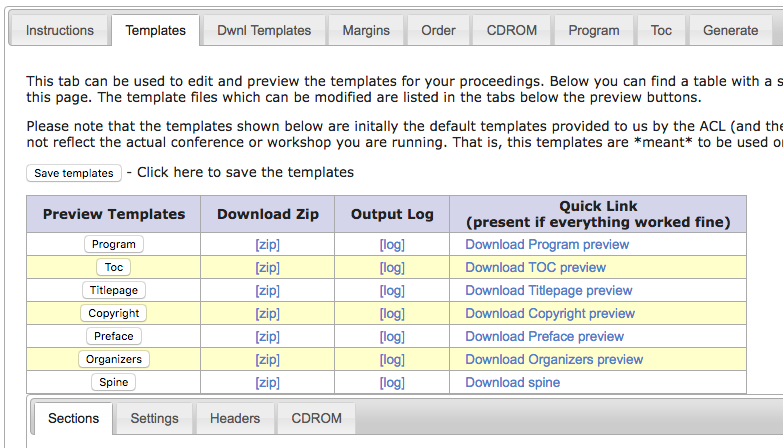 Instructions Templates Dwnl Templates Margins Order CDROM Program Toc Generate
This tab can be used to edit and preview the templates for your proceedings. Below you can find a table with a s
this page. The template files which can be modified are listed in the tabs below the preview buttons.
Please note that the templates shown below are initally the default templates provided to us by the ACL (and the
not reflect the actual conference or workshop you are running. That is, this templates are *meant* to be used o
Save templates - Click here to save the templates
Preview Templates Download Zip Output Log Quick Link
(present if everything worked fine)
Program [zip] [log] Download Program preview
Toc [zip] [log] Download TOC preview
Titlepage [zip] [log] Download Titlepage preview
Copyright [zip] [log] Download Copyright preview
Preface [zip] [log] Download Preface preview
Organizers [zip] [log] Download Organizers preview
Spine [zip] [log] Download spine
Sections Settings Headers CDROM